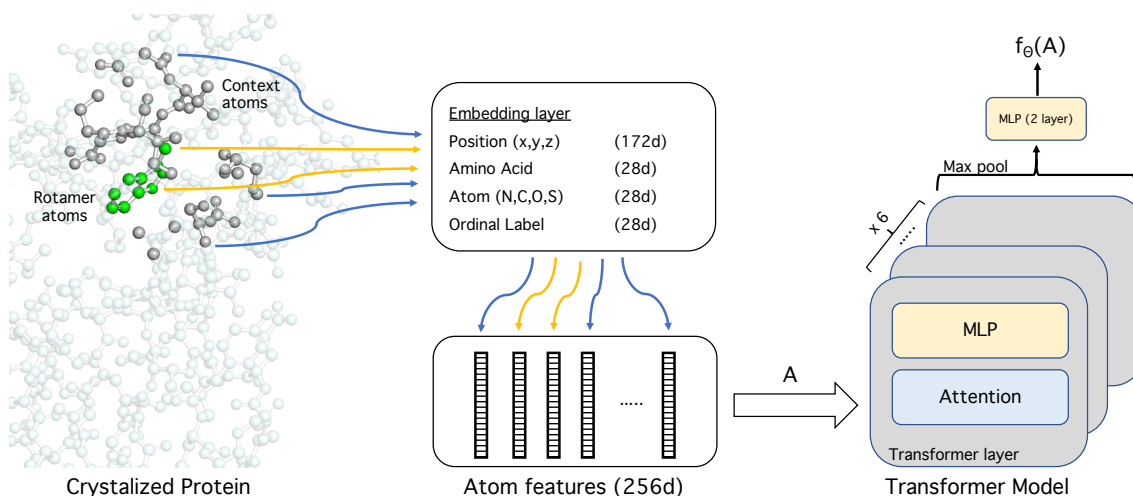 Context
atoms
Rotamer
atoms
Crystalized Protein
Embedding layer
Position (x,y,z) (172d)
Amino Acid (28d)
Atom (N,C,O,S) (28d)
Ordinal Label (28d)
.....
Atom features (256d)
A
f_Θ(A)
MLP (2 layer)
Max pool
x 6
.....
MLP
Attention
Transformer layer
Transformer Model